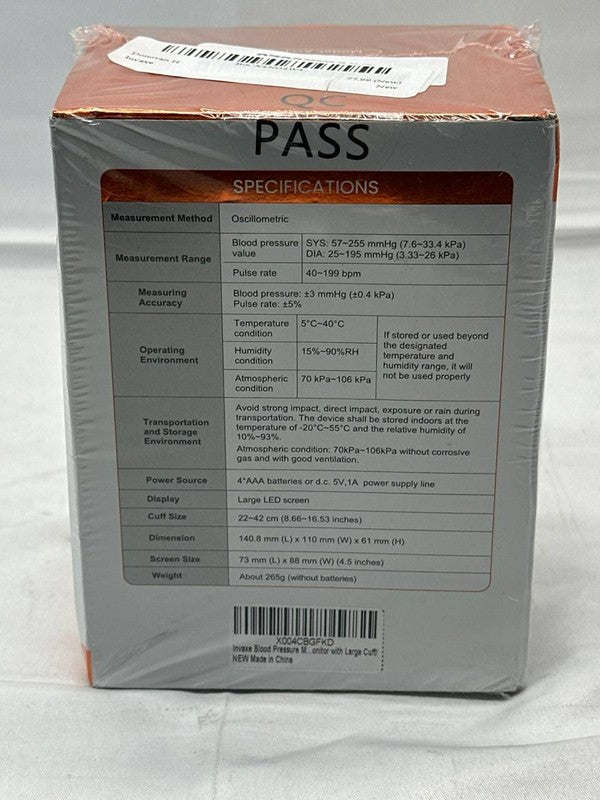 Donovan.H
Invaxe
New
QC
PASS
SPECIFICATIONS
Measurement Method
Oscillometric
Measurement Range
Blood pressure
value
SYS: 57~255 mmHg (7.6~33.4 kPa)
DIA: 25~195 mmHg (3.33~26 kPa)
Pulse rate
40~199 bpm
Measuring
Accuracy
Blood pressure: ±3 mmHg (±0.4 kPa)
Pulse rate: ±5%
Operating
Environment
Temperature
condition
5°C~40°C
Humidity
condition
15%~90%RH
Atmospheric
condition
70 kPa~106 kPa
If stored or used beyond
the designated
temperature and
humidity range, it will
not be used properly
Transportation
and Storage
Environment
Avoid strong impact, direct impact, exposure or rain during
transportation. The device shall be stored indoors at the
temperature of -20°C~55°C and the relative humidity of
10%~93%.
Atmospheric condition: 70kPa~106kPa without corrosive
gas and with good ventilation.
Power Source
4*AAA batteries or d.c. 5V,1A power supply line
Display
Large LED screen
Cuff Size
22~42 cm (8.66~16.53 inches)
Dimension
140.8 mm (L) x 110 mm (W) x 61 mm (H)
Screen Size
73 mm (L) x 88 mm (W) (4.5 inches)
Weight
About 265g (without batteries)
X004CBGFKD
invaxe Blood Pressure M...onitor with Large Cuff/
NEW Made in China